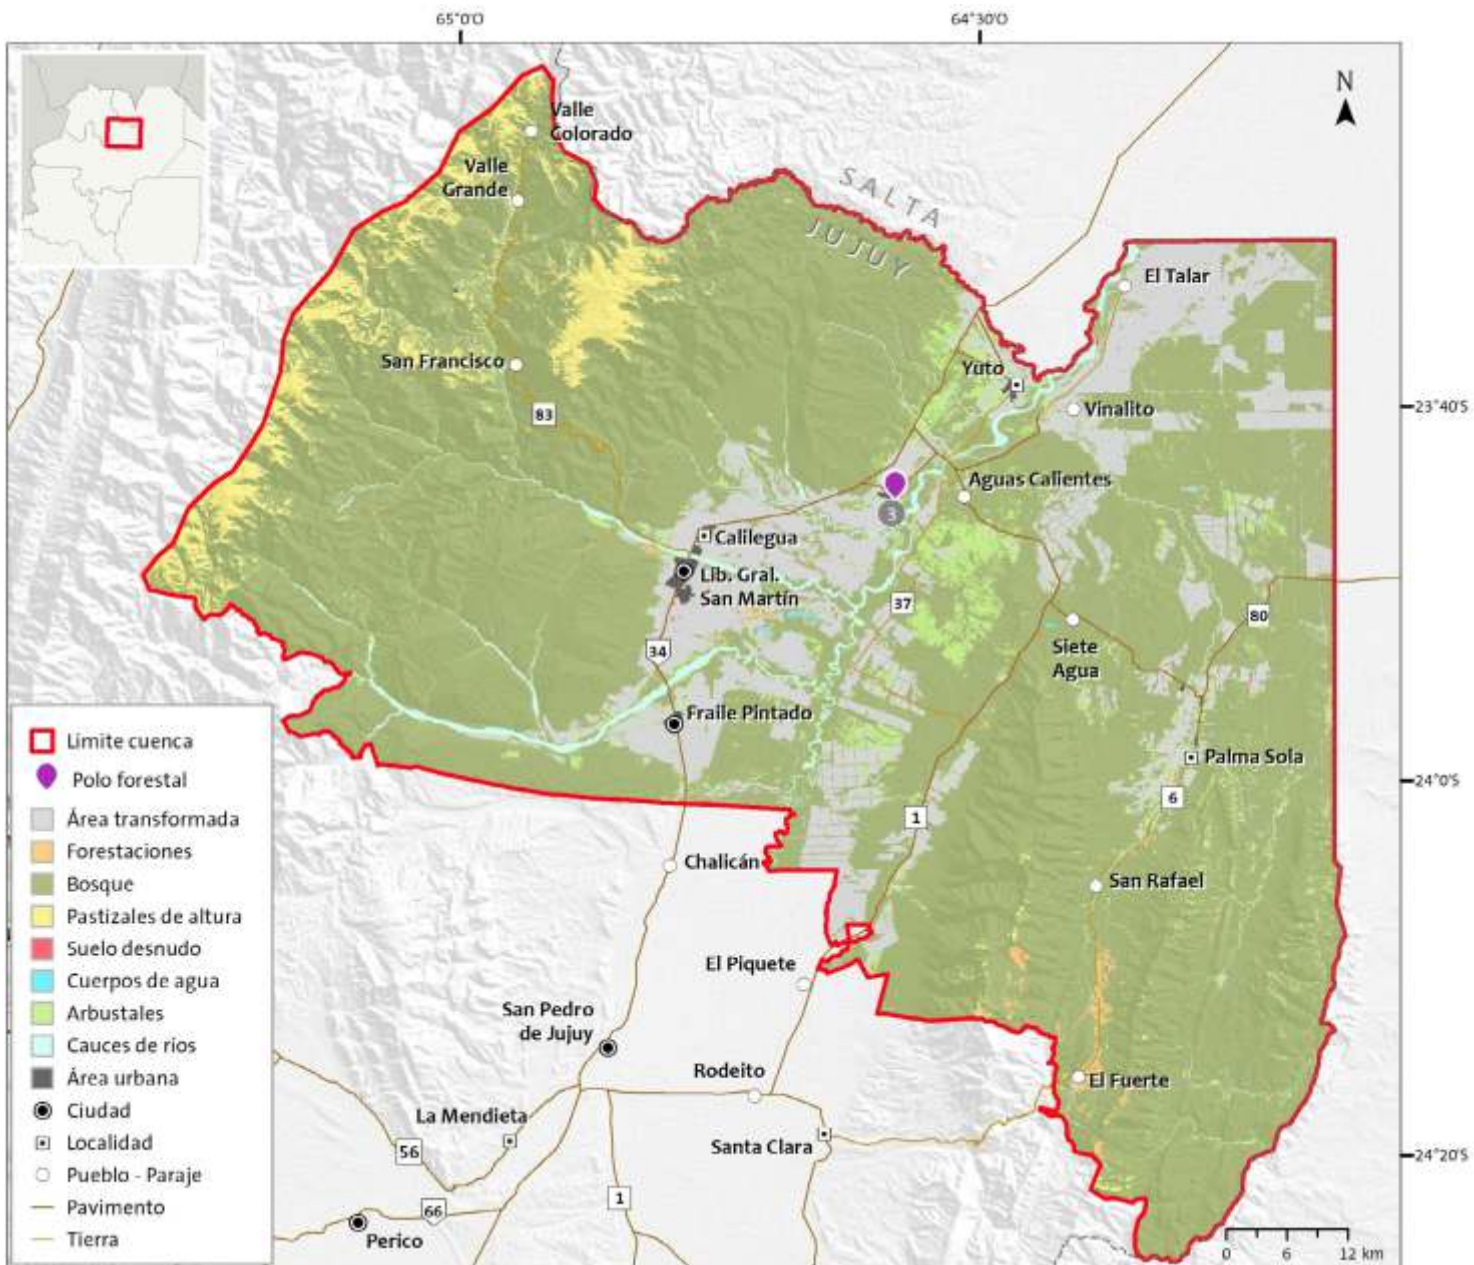 65°0'0
64°30'0
N
Valle
Colorado
Valle
Grande
SALTA
JUJUY
El Talar
San Francisco
Yuto
83
Vinalito
23°40'S
Aguas Calientes
3
Calilegua
Lib. Gral.
San Martín
37
80
34
Siete
Agua
Fraile Pintado
Palma Sola
24°0'S
6
1
Chalicán
San Rafael
El Piquete
San Pedro
de Jujuy
Rodeito
El Fuerte
La Mendieta
Santa Clara
56
24°20'S
1
66
Perico
0 6 12 km
Límite cuenca
Polo forestal
Área transformada
Forestaciones
Bosque
Pastizales de altura
Suelo desnudo
Cuerpos de agua
Arbustales
Cauces de ríos
Área urbana
Ciudad
Localidad
Pueblo - Paraje
Pavimento
Tierra